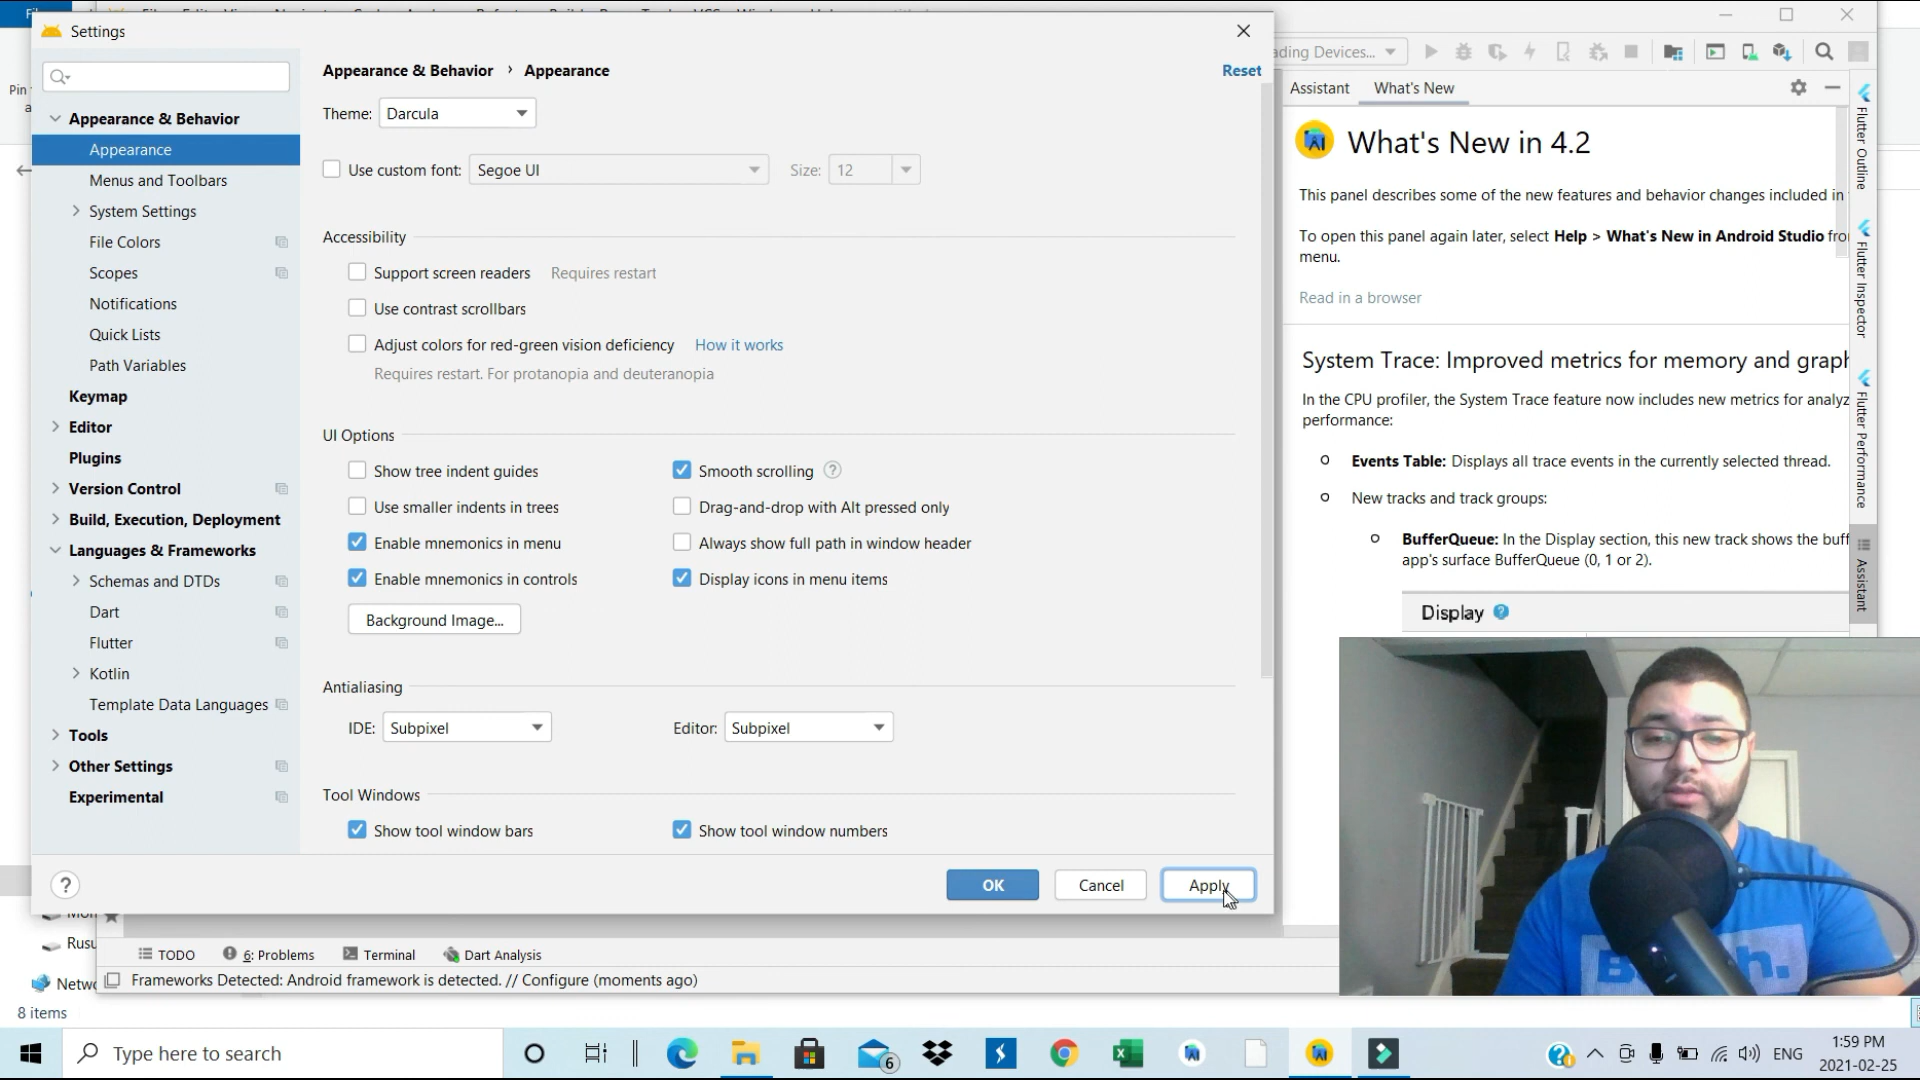 Settings
Appearance & Behavior › Appearance
Reset
Theme: Darcula
Use custom font: Segoe UI Size: 12
Accessibility
Support screen readers Requires restart
Use contrast scrollbars
Adjust colors for red-green vision deficiency How it works
Requires restart. For protanopia and deuteranopia
UI Options
Show tree indent guides Smooth scrolling ?
Use smaller indents in trees Drag-and-drop with Alt pressed only
Enable mnemonics in menu Always show full path in window header
Enable mnemonics in controls Display icons in menu items
Background Image...
Antialiasing
IDE: Subpixel Editor: Subpixel
Tool Windows
Show tool window bars Show tool window numbers
? OK Cancel Apply
Appearance & Behavior
Appearance
Menus and Toolbars
System Settings
File Colors
Scopes
Notifications
Quick Lists
Path Variables
Keymap
Editor
Plugins
Version Control
Build, Execution, Deployment
Languages & Frameworks
Schemas and DTDs
Dart
Flutter
Kotlin
Template Data Languages
Tools
Other Settings
Experimental
Pin
a
ding Devices...
Assistant What's New
What's New in 4.2
This panel describes some of the new features and behavior changes included in
To open this panel again later, select Help > What's New in Android Studio fro
menu.
Read in a browser
System Trace: Improved metrics for memory and graph
In the CPU profiler, the System Trace feature now includes new metrics for analyz
performance:
Events Table: Displays all trace events in the currently selected thread.
New tracks and track groups:
BufferQueue: In the Display section, this new track shows the buff
app's surface BufferQueue (0, 1 or 2).
Display ?
Flutter Outline
Flutter Inspector
Flutter Performance
Assistant
Rusu
Netwo
TODO 6: Problems Terminal Dart Analysis
Frameworks Detected: Android framework is detected. // Configure (moments ago)
8 items
Type here to search
6
ENG
1:59 PM
2021-02-25